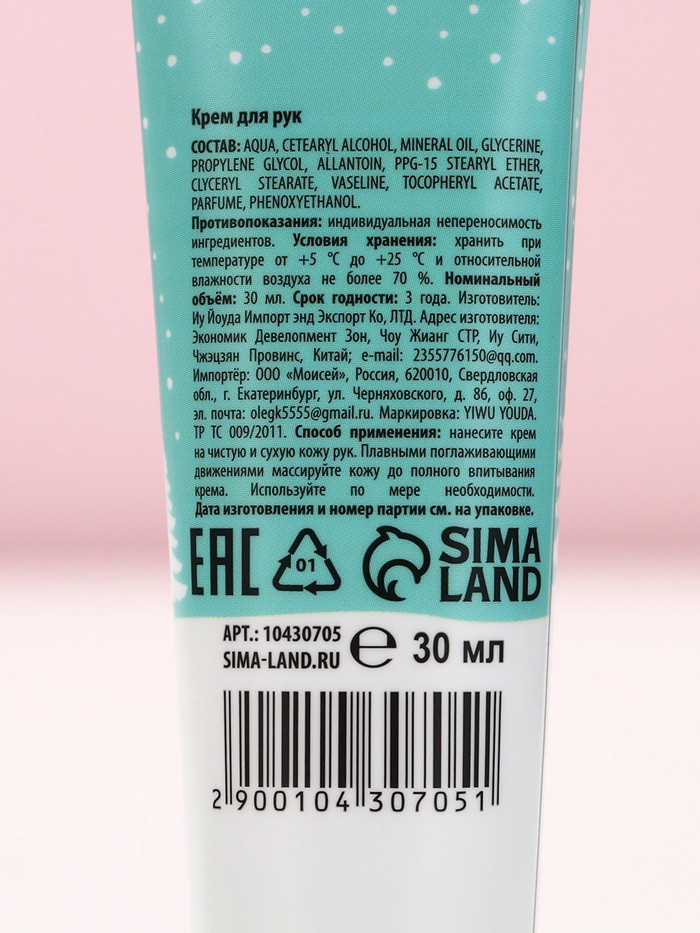 Крем для рук
СОСТАВ: AQUA, CETEARYL ALCOHOL, MINERAL OIL, GLYCERINE,
PROPYLENE GLYCOL, ALLANTOIN, PPG-15 STEARYL ETHER,
GLYCERYL STEARATE, VASELINE, TOCOPHERYL ACETATE,
PARFUME, PHENOXYETHANOL.
Противопоказания: индивидуальная непереносимость
ингредиентов. Условия хранения: хранить при
температуре от +5 °С до +25 °С и относительной
влажности воздуха не более 70 %. Номинальный
объём: 30 мл. Срок годности: 3 года. Изготовитель:
Иу Йоуда Импорт энд Экспорт Ко, ЛТД. Адрес изготовителя:
Экономик Девелопмент Зон, Чоу Жианг СТР, Иу Сити,
Чжэцзян Провинс, Китай; e-mail: 2355776150@qq.com.
Импортёр: ООО «Моисей», Россия, 620010, Свердловская
обл., г. Екатеринбург, ул. Черняховского, д. 86, оф. 27,
эл. почта: olegk5555@gmail.ru. Маркировка: YIWU YOUDA.
ТР ТС 009/2011. Способ применения: нанесите крем
на чистую и сухую кожу рук. Плавными поглаживающими
движениями массируйте кожу до полного впитывания
крема. Используйте по мере необходимости.
Дата изготовления и номер партии см. на упаковке.
EAC 01 SIMA LAND
АРТ.: 10430705
SIMA-LAND.RU
℮ 30 мл
2 900104 307051